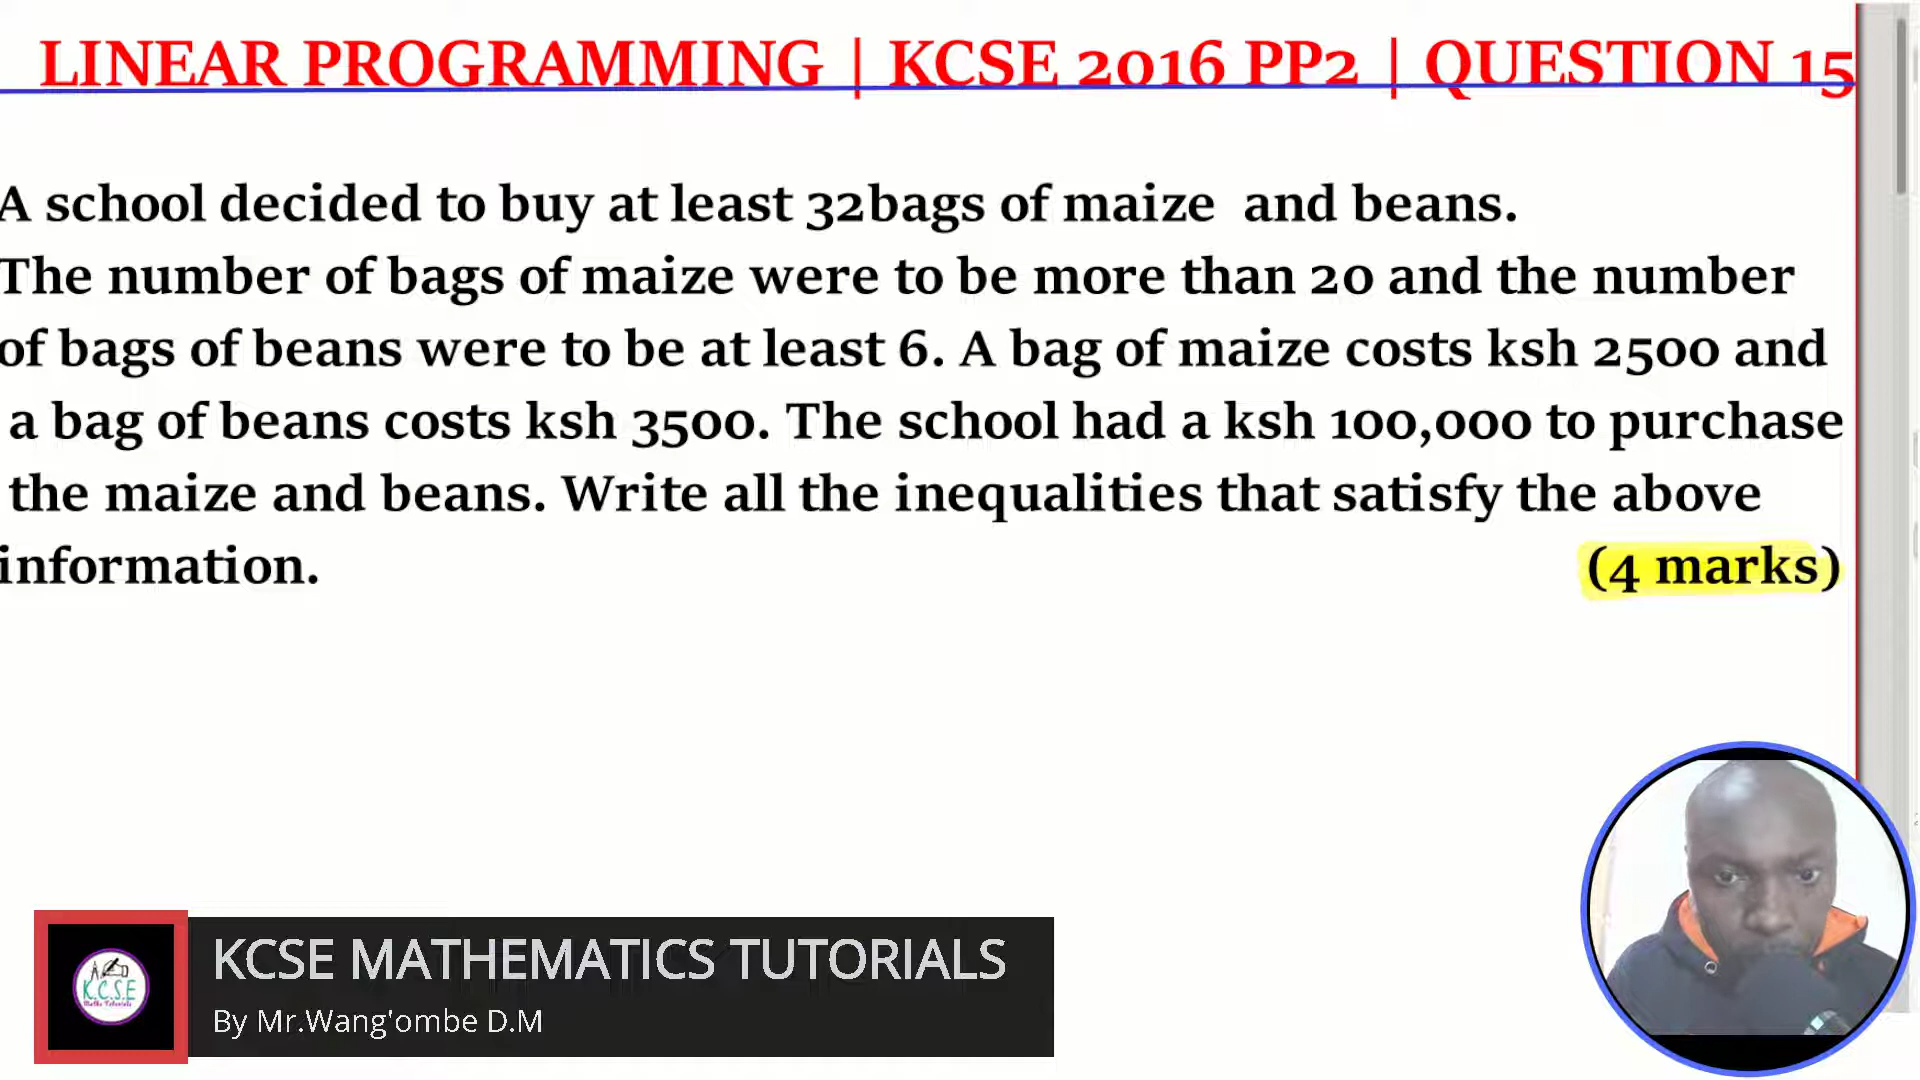 LINEAR PROGRAMMING | KCSE 2016 PP2 | QUESTION 15
A school decided to buy at least 32bags of maize and beans.
The number of bags of maize were to be more than 20 and the number
of bags of beans were to be at least 6. A bag of maize costs ksh 2500 and
a bag of beans costs ksh 3500. The school had a ksh 100,000 to purchase
the maize and beans. Write all the inequalities that satisfy the above
information. (4 marks)
K.C.S.E
Maths Tutorials
KCSE MATHEMATICS TUTORIALS
By Mr.Wang'ombe D.M